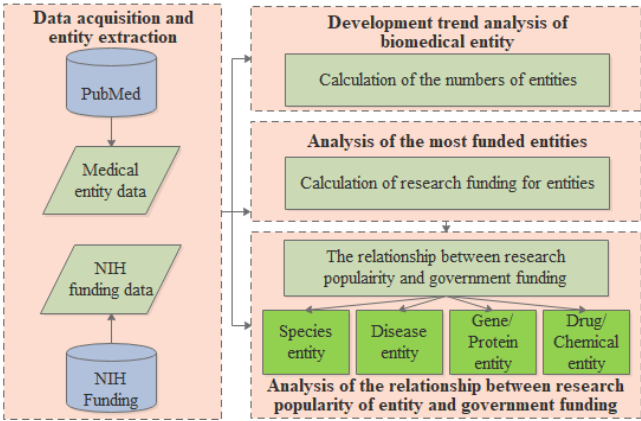 Data acquisition and
entity extraction
PubMed
Medical
entity data
NIH
funding data
NIH
Funding
Development trend analysis of
biomedical entity
Calculation of the numbers of entities
Analysis of the most funded entities
Calculation of research funding for entities
The relationship between research
populairity and government funding
Species
entity
Disease
entity
Gene/
Protein
entity
Drug/
Chemical
entity
Analysis of the relationship between research
popularity of entity and government funding